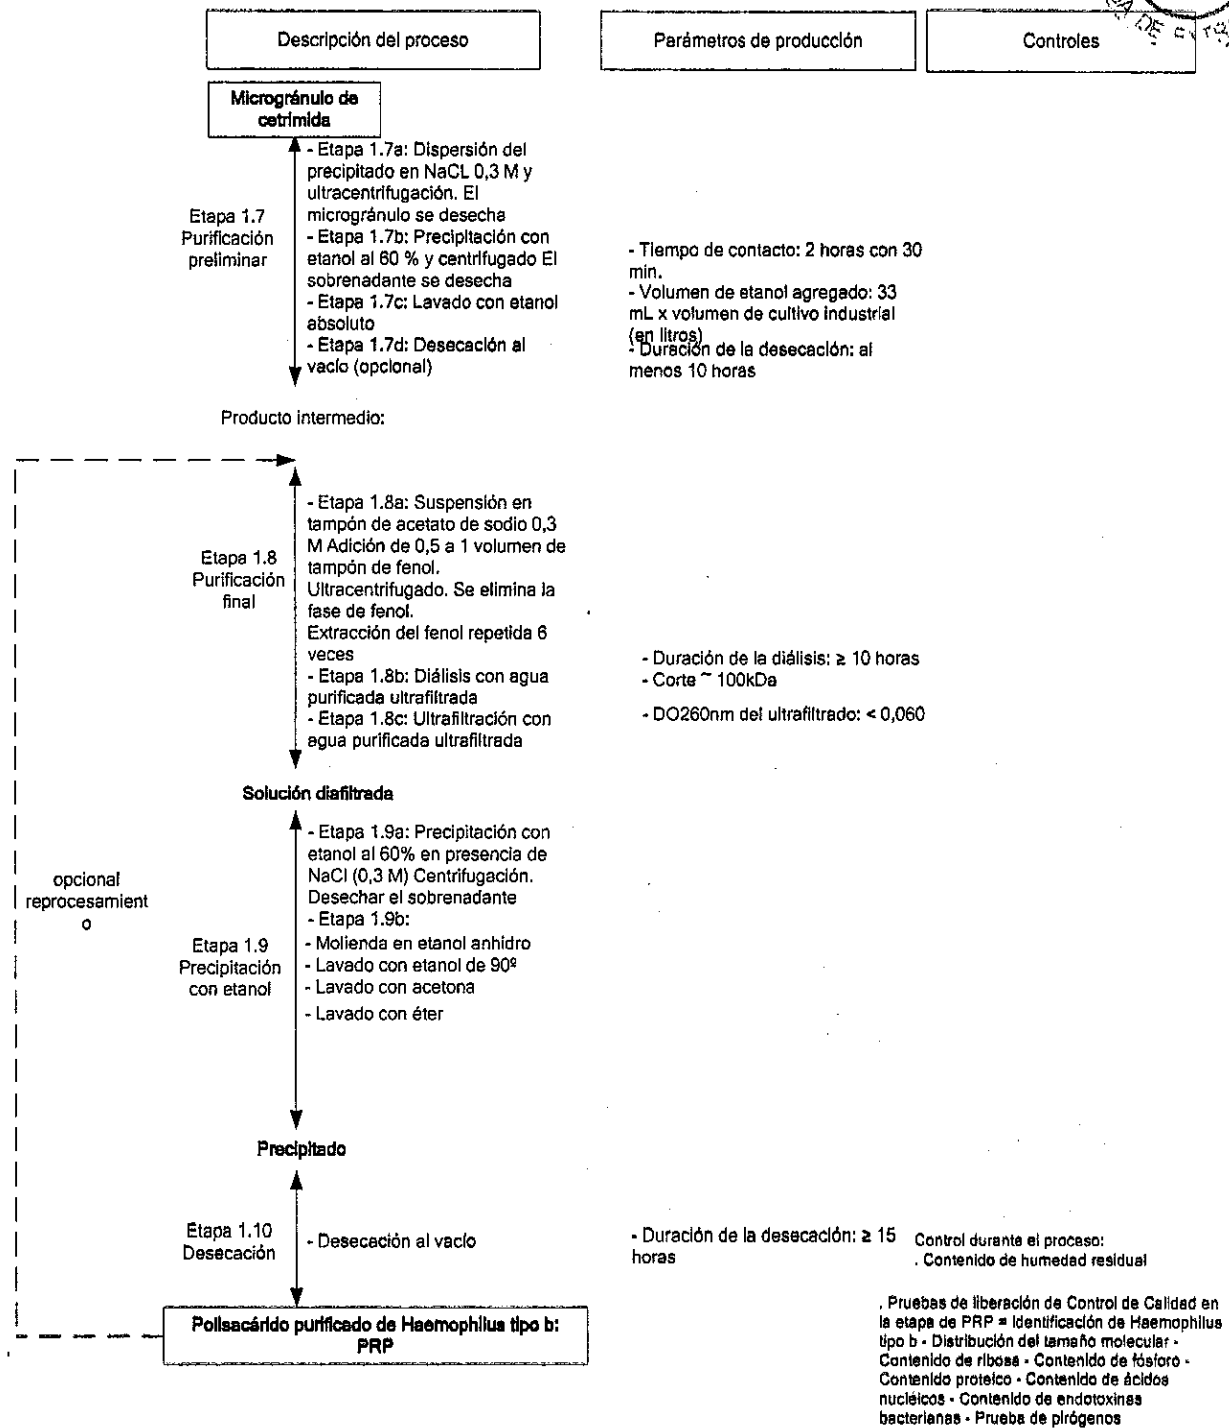 Descripción del proceso
Parámetros de producción
Controles
Microgránulo de
cetrimida
Etapa 1.7
Purificación
preliminar
- Etapa 1.7a: Dispersión del
precipitado en NaCL 0,3 M y
ultracentrifugación. El
microgránulo se desecha
- Etapa 1.7b: Precipitación con
etanol al 60 % y centrifugado El
sobrenadante se desecha
- Etapa 1.7c: Lavado con etanol
absoluto
- Etapa 1.7d: Desecación al
vacío (opcional)
- Tiempo de contacto: 2 horas con 30
min.
- Volumen de etanol agregado: 33
mL x volumen de cultivo industrial
(en litros)
- Duración de la desecación: al
menos 10 horas
Producto intermedio:
Etapa 1.8
Purificación
final
- Etapa 1.8a: Suspensión en
tampón de acetato de sodio 0,3
M Adición de 0,5 a 1 volumen de
tampón de fenol.
Ultracentrifugado. Se elimina la
fase de fenol.
Extracción del fenol repetida 6
veces
- Etapa 1.8b: Diálisis con agua
purificada ultrafiltrada
- Etapa 1.8c: Ultrafiltración con
agua purificada ultrafiltrada
- Duración de la diálisis: ≥ 10 horas
- Corte ~ 100kDa
- DO260nm del ultrafiltrado: < 0,060
Solución diafiltrada
opcional
reprocesamient
o
Etapa 1.9
Precipitación
con etanol
- Etapa 1.9a: Precipitación con
etanol al 60% en presencia de
NaCl (0,3 M) Centrifugación.
Desechar el sobrenadante
- Etapa 1.9b:
- Molienda en etanol anhidro
- Lavado con etanol de 90º
- Lavado con acetona
- Lavado con éter
Precipitado
Etapa 1.10
Desecación
- Desecación al vacío
- Duración de la desecación: ≥ 15
horas
Control durante el proceso:
. Contenido de humedad residual
Polisacárido purificado de Haemophilus tipo b:
PRP
. Pruebas de liberación de Control de Calidad en
la etapa de PRP = Identificación de Haemophilus
tipo b - Distribución del tamaño molecular -
Contenido de ribosa - Contenido de fósforo -
Contenido proteico - Contenido de ácidos
nucléicos - Contenido de endotoxinas
bacterianas - Prueba de pirógenos